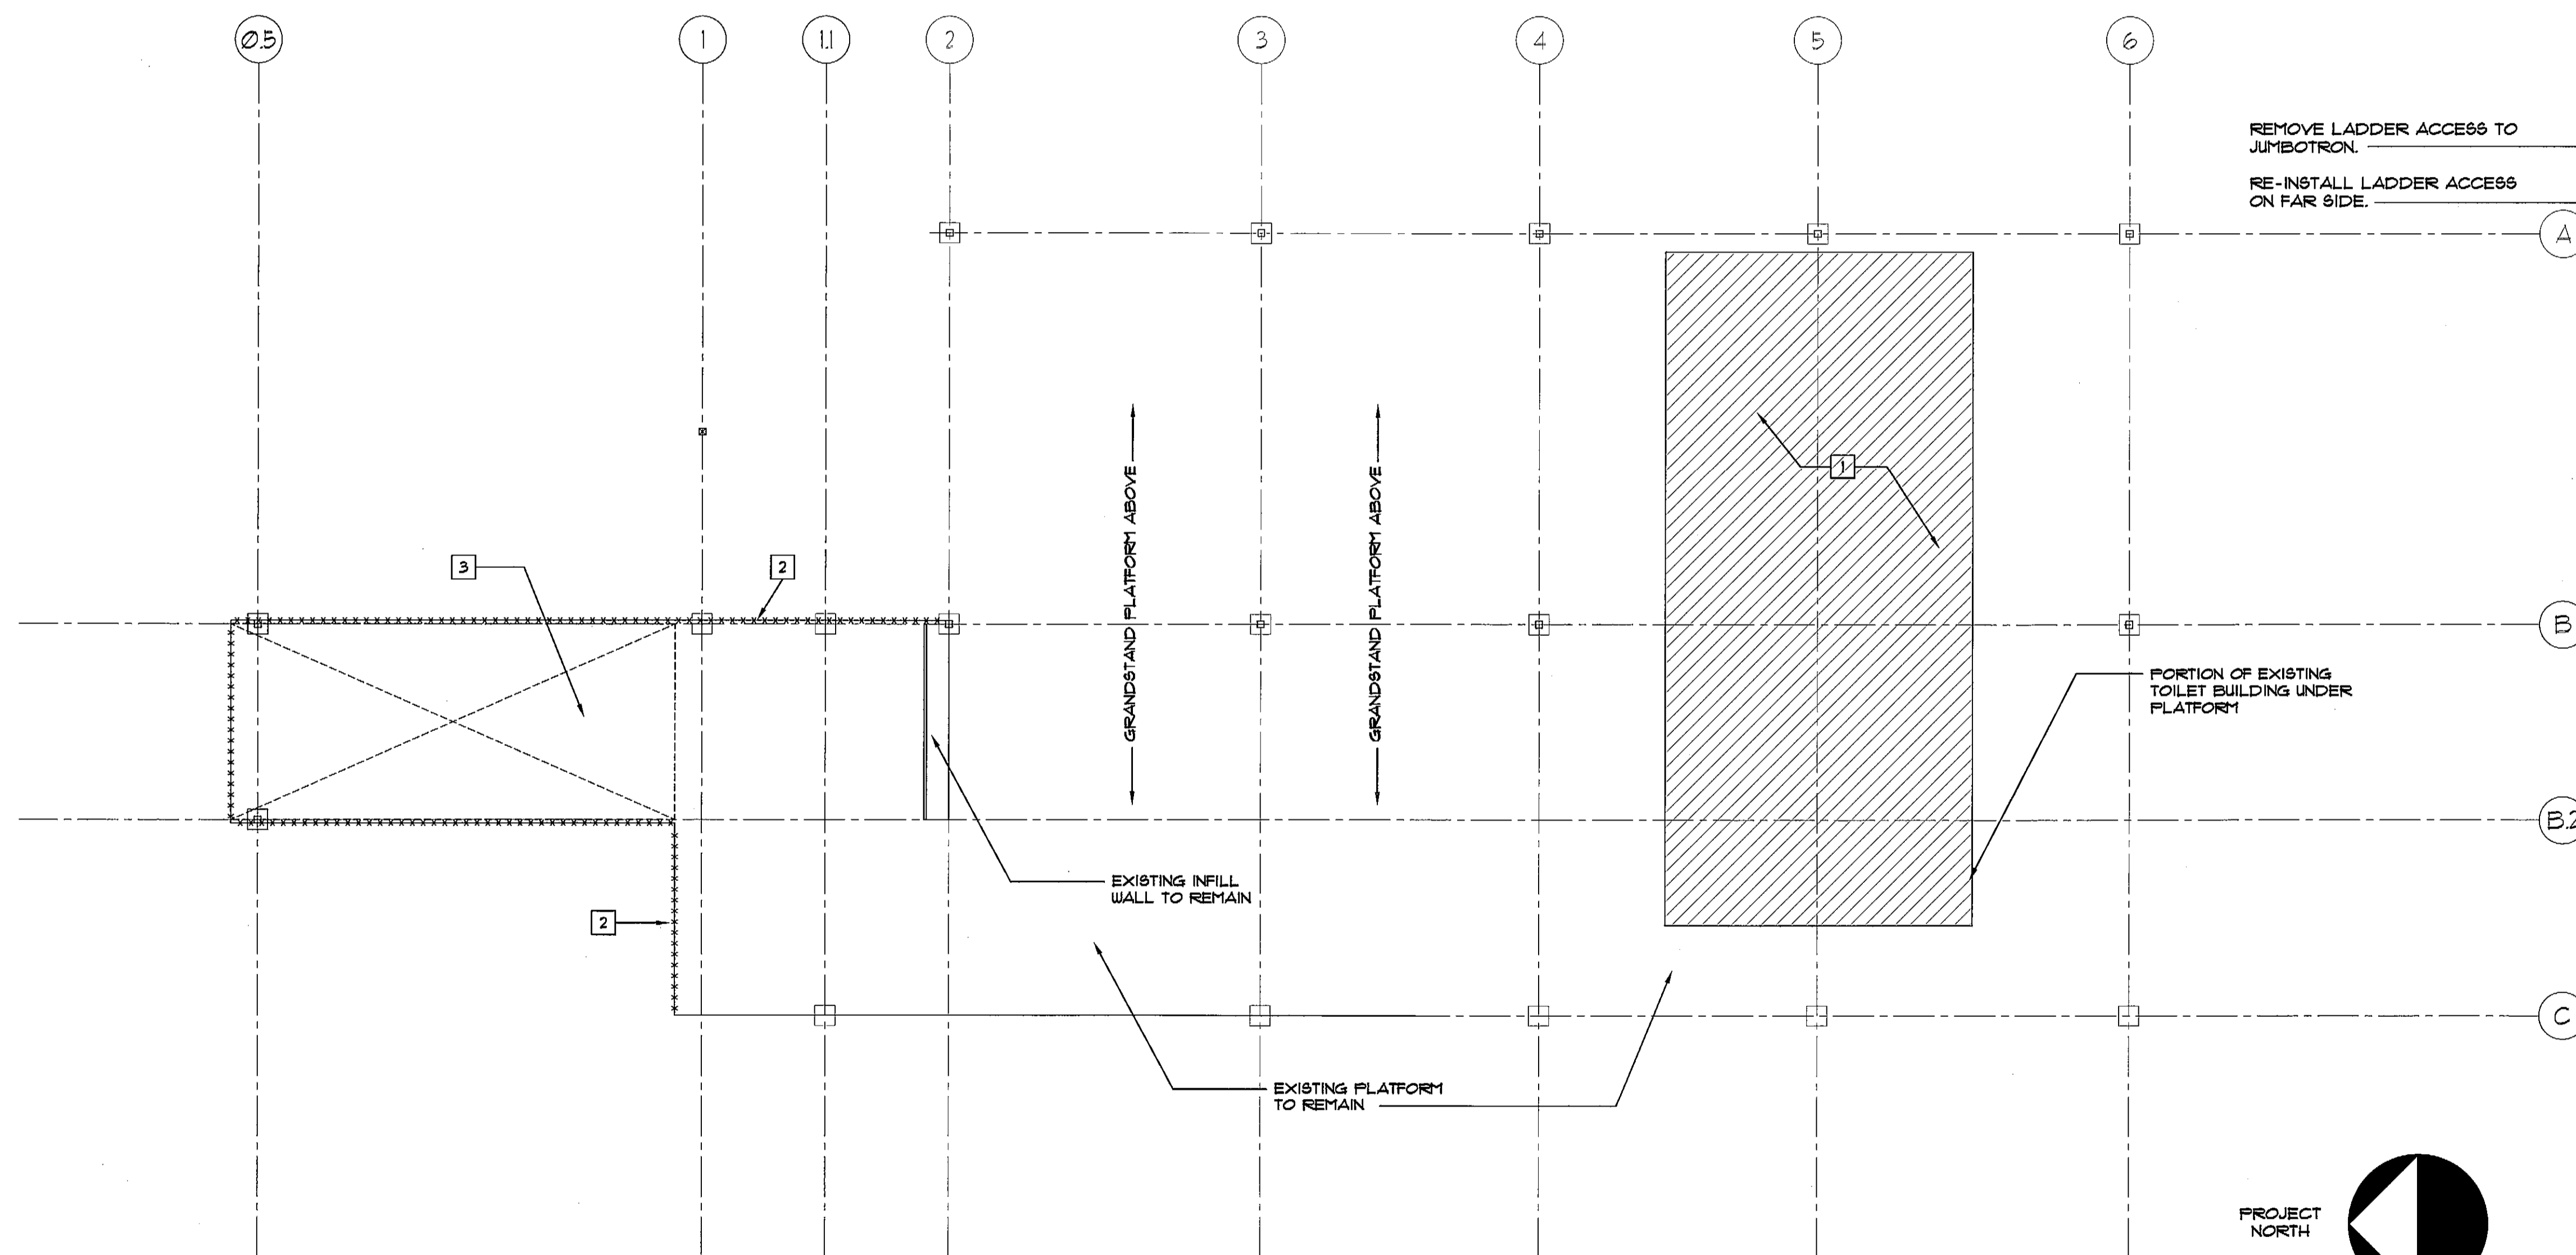 0.5
1
1.1
2
3
4
5
6
REMOVE LADDER ACCESS TO
JUMBOTRON.
RE-INSTALL LADDER ACCESS
ON FAR SIDE.
A
GRANDSTAND PLATFORM ABOVE
GRANDSTAND PLATFORM ABOVE
1
3
2
B
PORTION OF EXISTING
TOILET BUILDING UNDER
PLATFORM
B.2
EXISTING INFILL
WALL TO REMAIN
2
C
EXISTING PLATFORM
TO REMAIN
PROJECT
NORTH